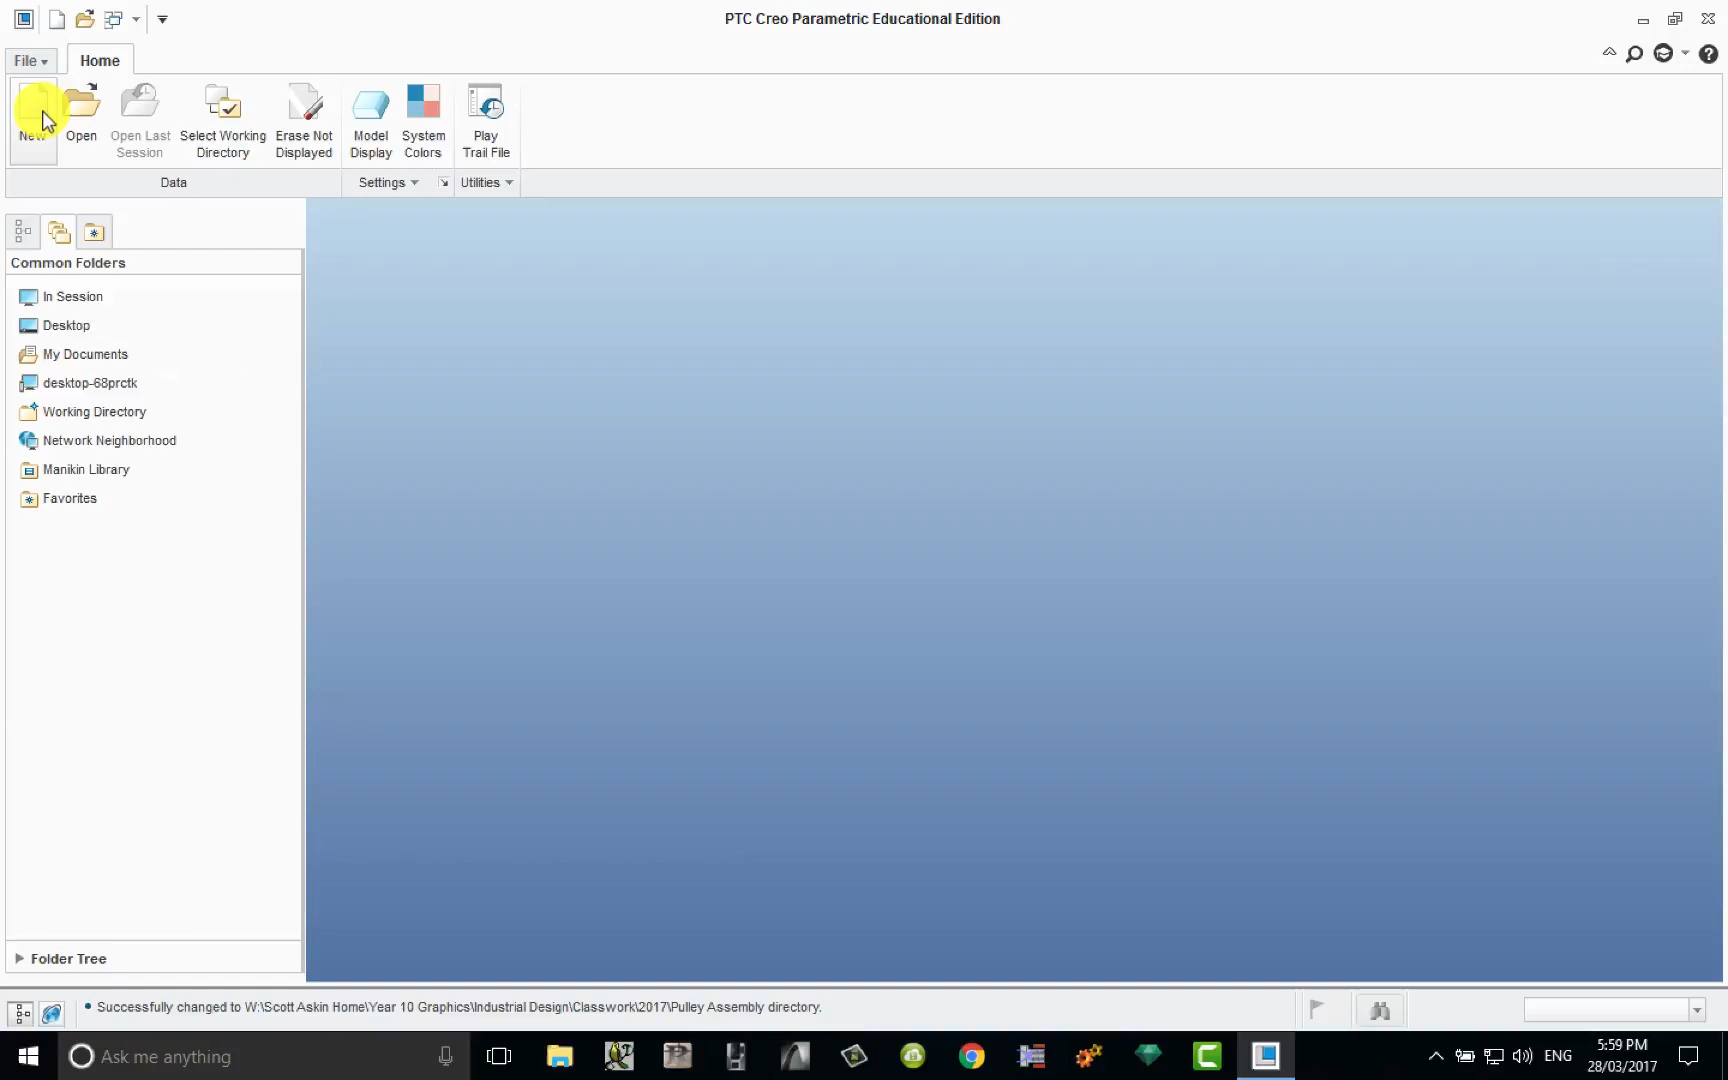 PTC Creo Parametric Educational Edition
File Home
New Open Open Last Session Select Working Directory Erase Not Displayed Model Display System Colors Play Trail File
Data Settings Utilities
Common Folders
In Session
Desktop
My Documents
desktop-68prctk
Working Directory
Network Neighborhood
Manikin Library
Favorites
Folder Tree
Successfully changed to W:\Scott Askin Home\Year 10 Graphics\Industrial Design\Classwork\2017\Pulley Assembly directory.
Ask me anything
ENG
5:59 PM
28/03/2017